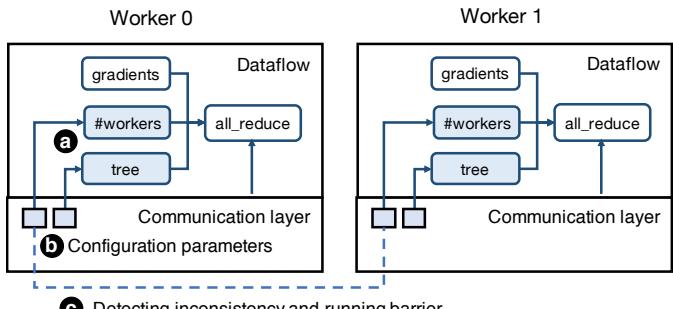 Worker 0
Worker 1
Dataflow
gradients
#workers
all_reduce
a
tree
Communication layer
b Configuration parameters
Dataflow
gradients
#workers
all_reduce
tree
Communication layer
c Detecting inconsistency and running barrier